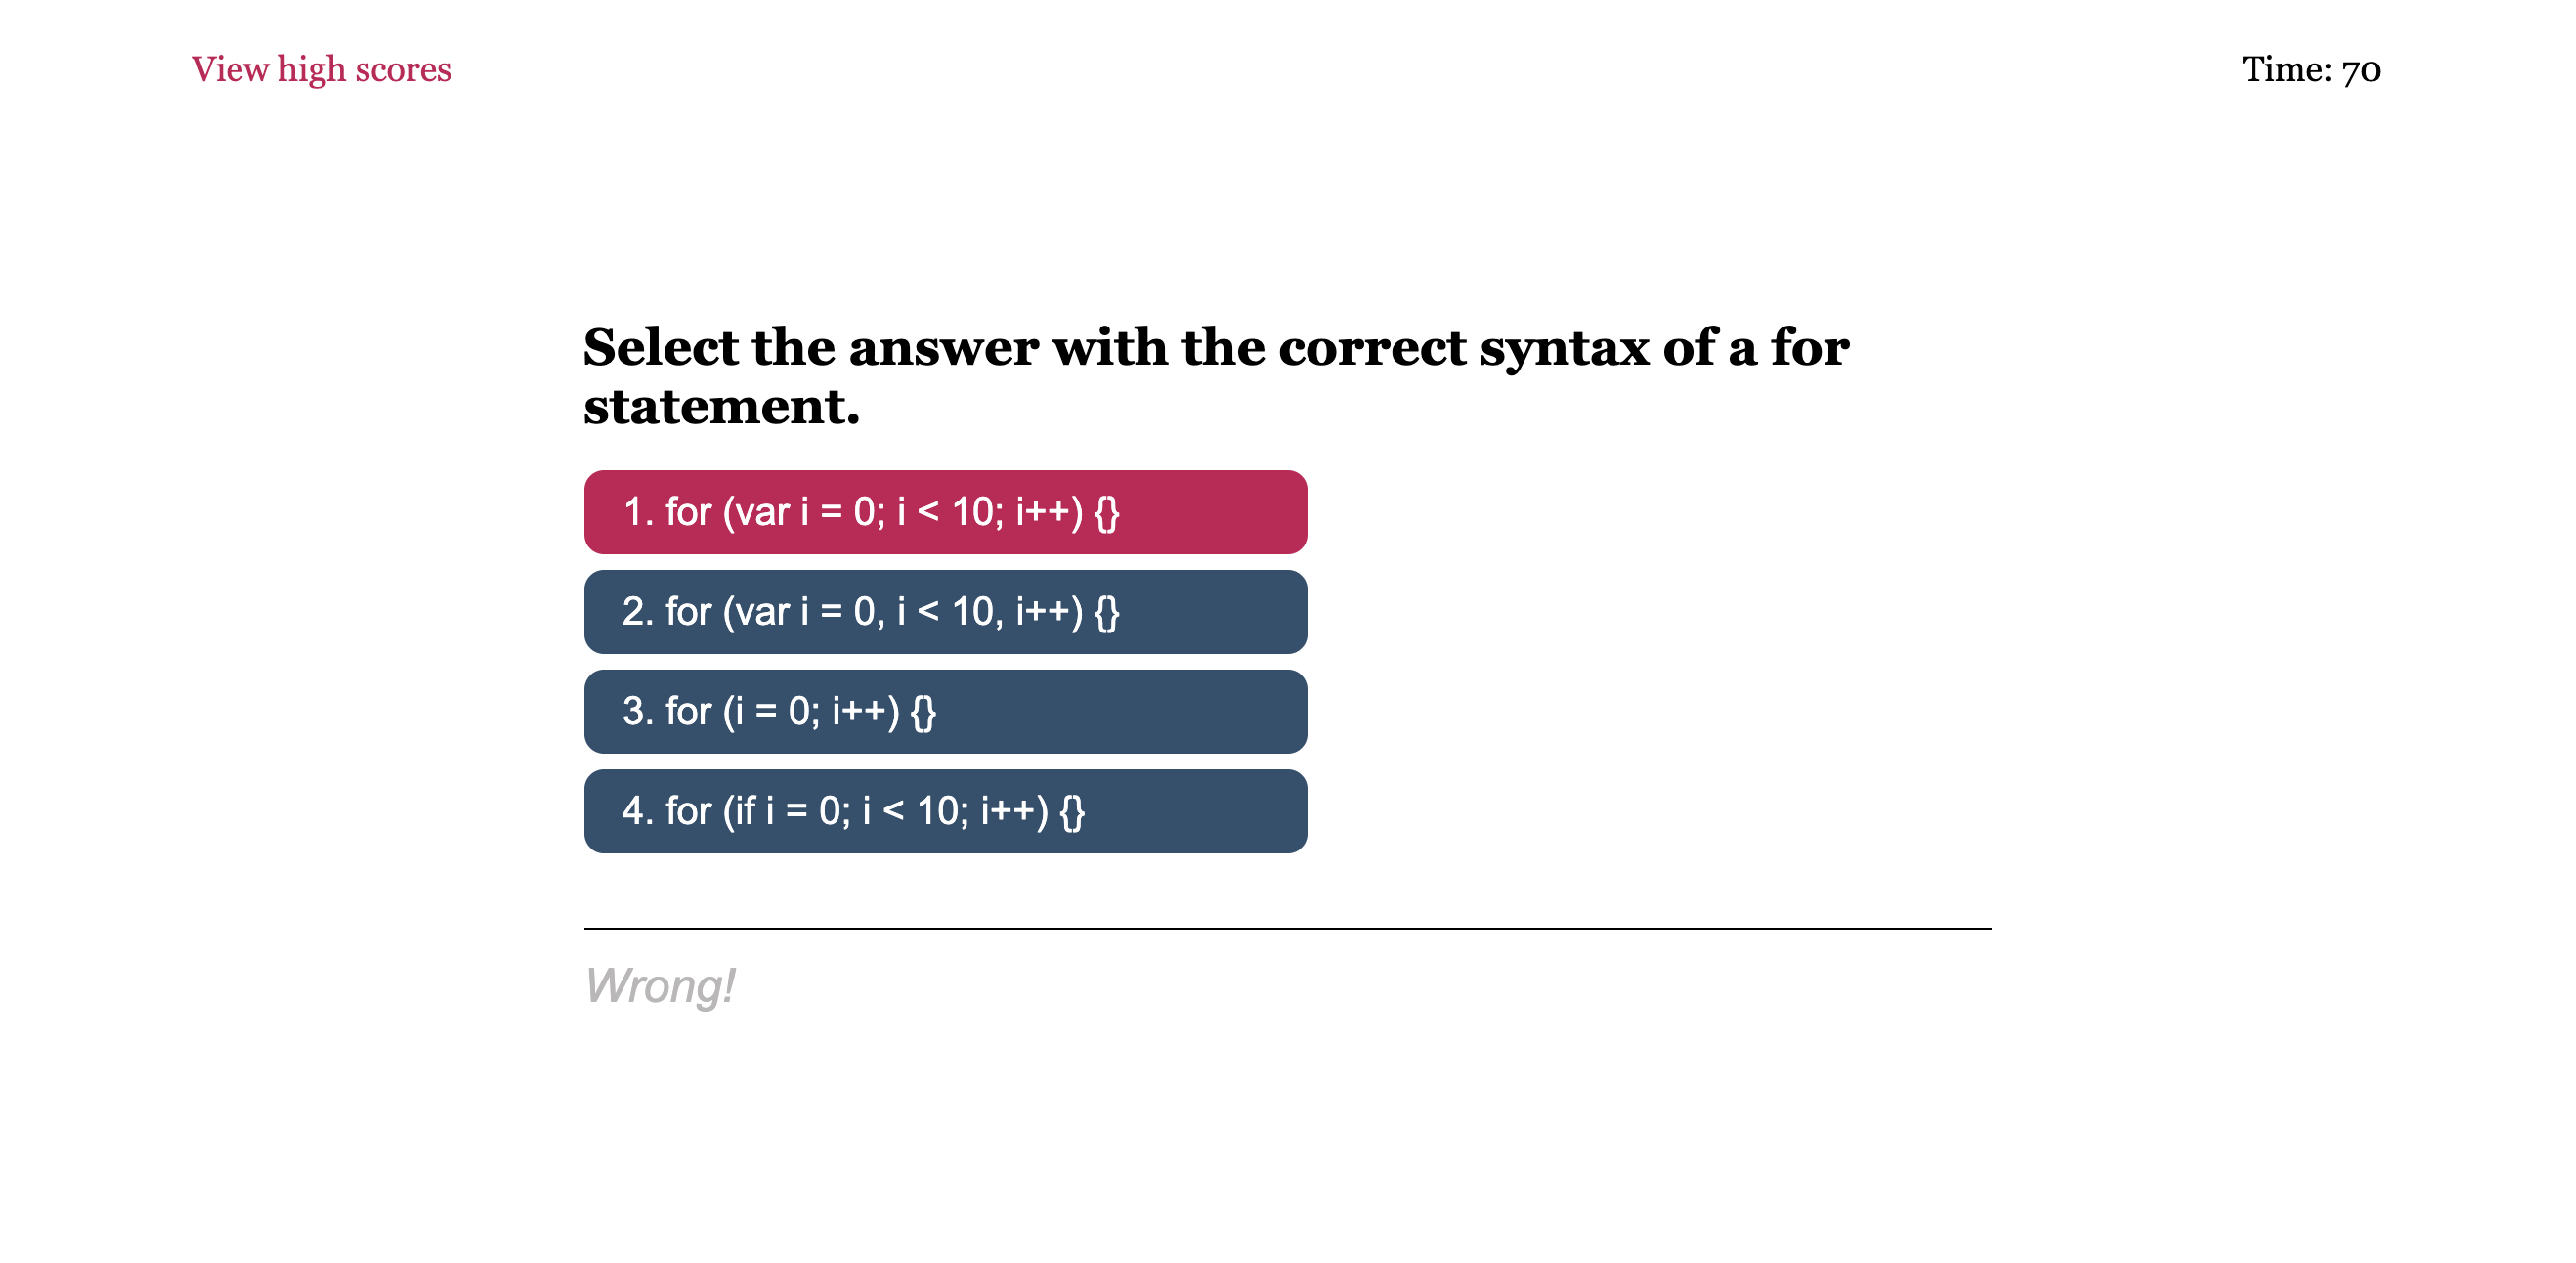 View high scores
Time: 70
Select the answer with the correct syntax of a for
statement.
1. for (var i = 0; i < 10; i++) {}
2. for (var i = 0, i < 10, i++) {}
3. for (i = 0; i++) {}
4. for (if i = 0; i < 10; i++) {}
Wrong!